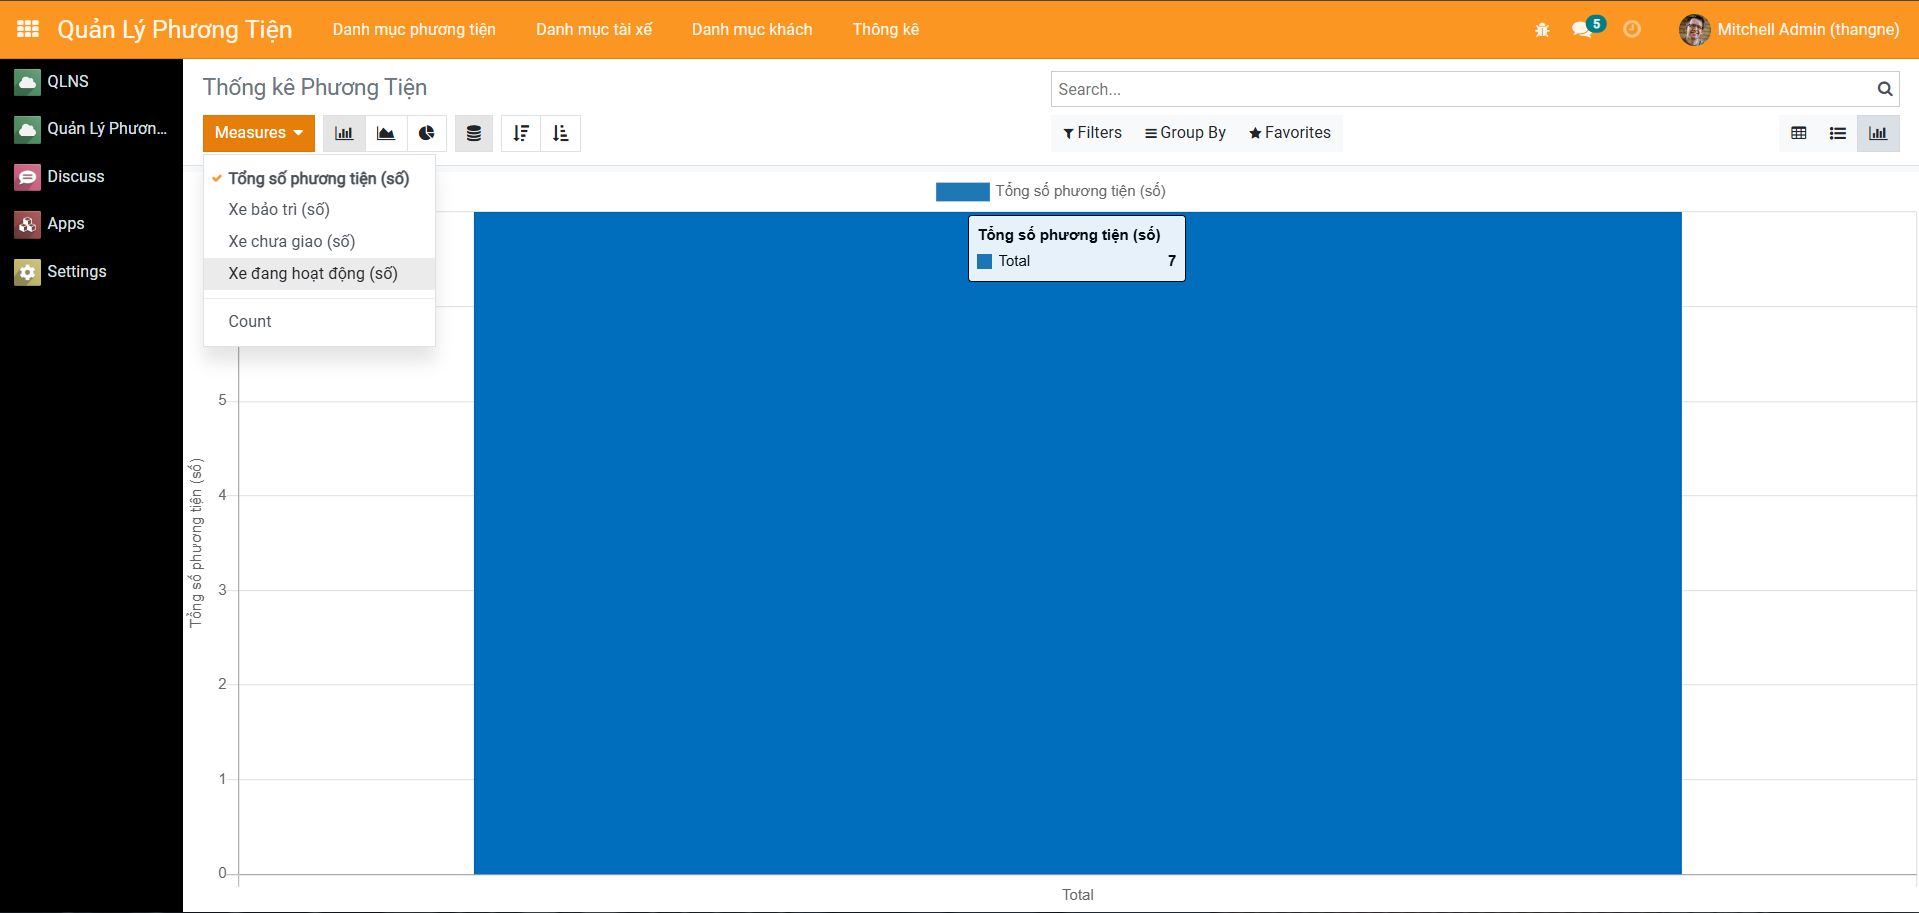 Quản Lý Phương Tiện
Danh mục phương tiện
Danh mục tài xế
Danh mục khách
Thông kê
5
Mitchell Admin (thangne)
QLNS
Quản Lý Phươn...
Discuss
Apps
Settings
Thống kê Phương Tiện
Search...
Measures
Filters
Group By
Favorites
Tổng số phương tiện (số)
Xe bảo trì (số)
Xe chưa giao (số)
Xe đang hoạt động (số)
Count
Tổng số phương tiện (số)
Tổng số phương tiện (số)
Total 7
5
4
3
2
1
0
Tổng số phương tiện (số)
Total